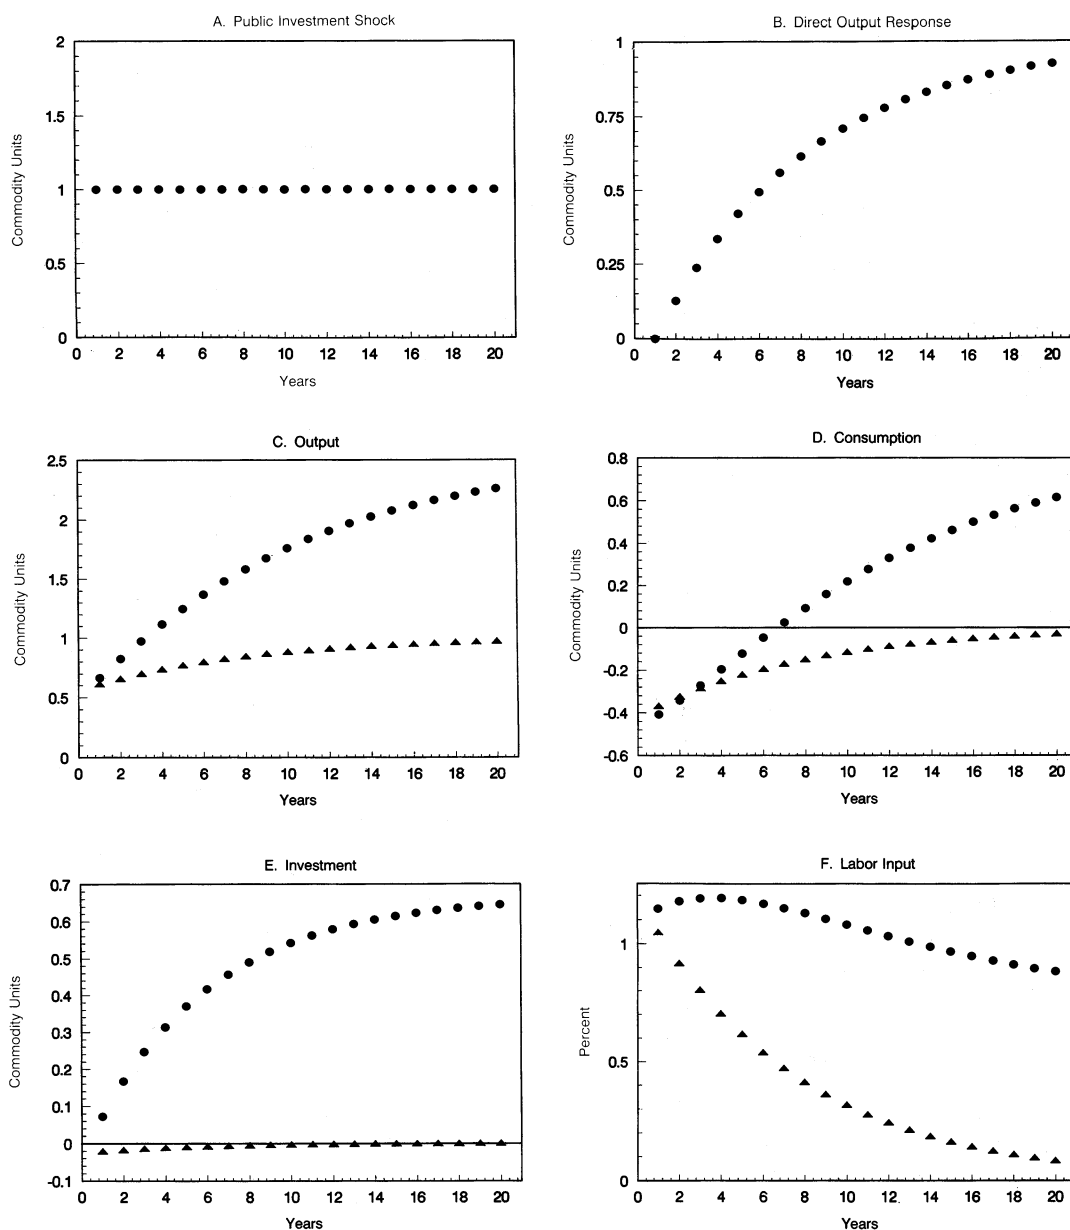 A. Public Investment Shock
2
1.5
1
0.5
0
Commodity Units
0 2 4 6 8 10 12 14 16 18 20
Years
B. Direct Output Response
1
0.75
0.5
0.25
0
Commodity Units
0 2 4 6 8 10 12 14 16 18 20
Years
C. Output
2.5
2
1.5
1
0.5
0
Commodity Units
0 2 4 6 8 10 12 14 16 18 20
Years
D. Consumption
0.8
0.6
0.4
0.2
0
-0.2
-0.4
-0.6
Commodity Units
0 2 4 6 8 10 12 14 16 18 20
Years
E. Investment
0.7
0.6
0.5
0.4
0.3
0.2
0.1
0
-0.1
Commodity Units
0 2 4 6 8 10 12 14 16 18 20
Years
F. Labor Input
1
0.5
0
Percent
0 2 4 6 8 10 12 14 16 18 20
Years